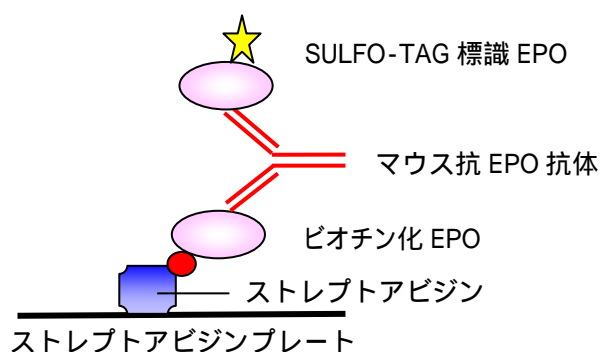 SULFO-TAG 標識 EPO
マウス抗 EPO 抗体
ビオチン化 EPO
ストレプトアビジン
ストレプトアビジンプレート